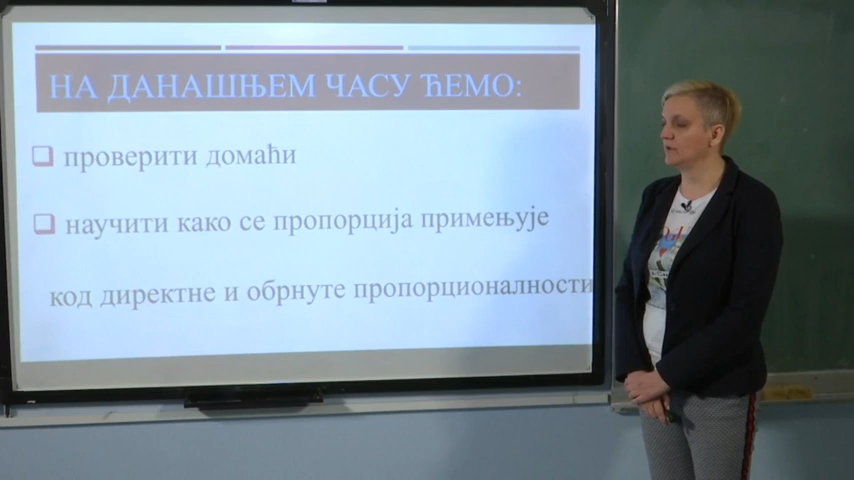 НА ДАНАШЊЕМ ЧАСУ ЋЕМО:
проверити домаћи
научити како се пропорција примењује
код директне и обрнуте пропорционалности